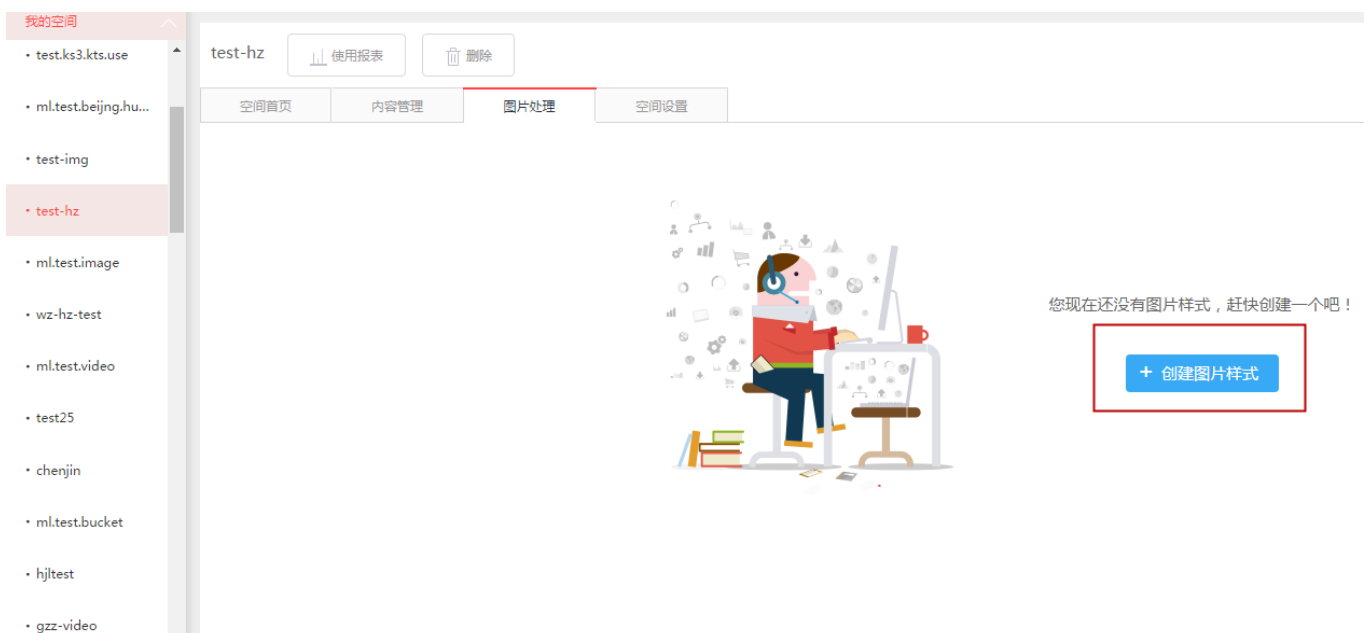 我的空间
• test.ks3.kts.use
• ml.test.beijng.hu...
• test-img
• test-hz
• ml.test.image
• wz-hz-test
• ml.test.video
• test25
• chenjin
• ml.test.bucket
• hjltest
• gzz-video
test-hz
使用报表
删除
空间首页
内容管理
图片处理
空间设置
您现在还没有图片样式，赶快创建一个吧！
+ 创建图片样式